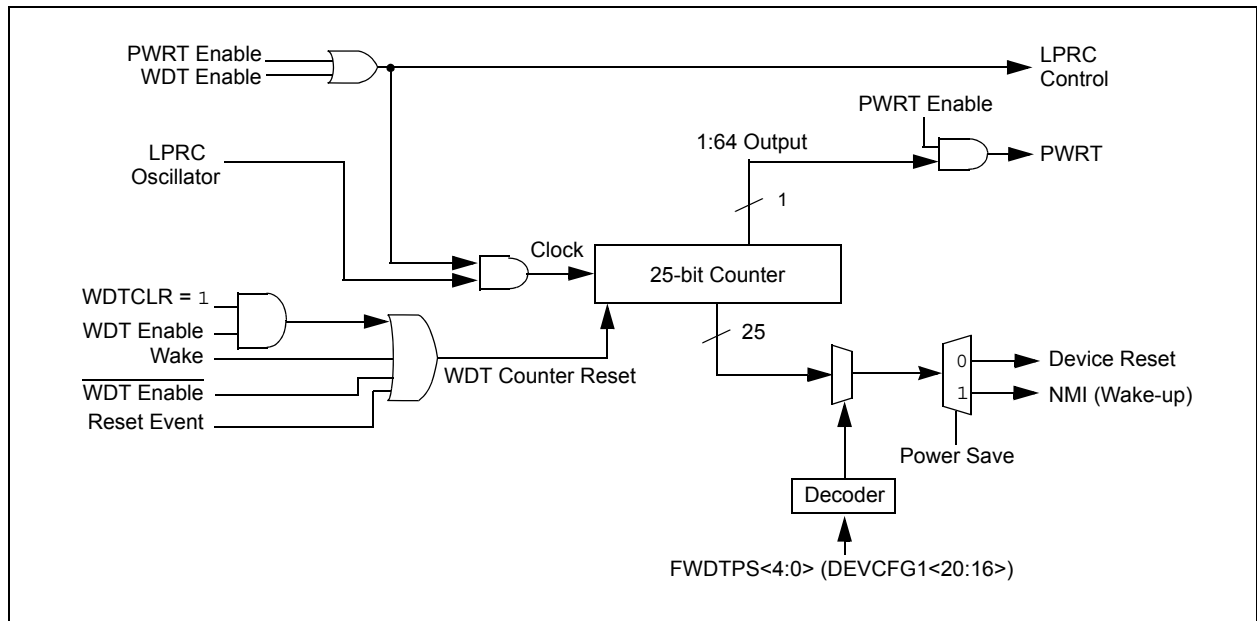 PWRT Enable
WDT Enable
LPRC
Control
PWRT Enable
1:64 Output
PWRT
LPRC
Oscillator
1
Clock
25-bit Counter
WDTCLR = 1
WDT Enable
Wake
WDT Enable
Reset Event
WDT Counter Reset
25
0
1
Device Reset
NMI (Wake-up)
Power Save
Decoder
FWDTPS<4:0> (DEVCFG1<20:16>)